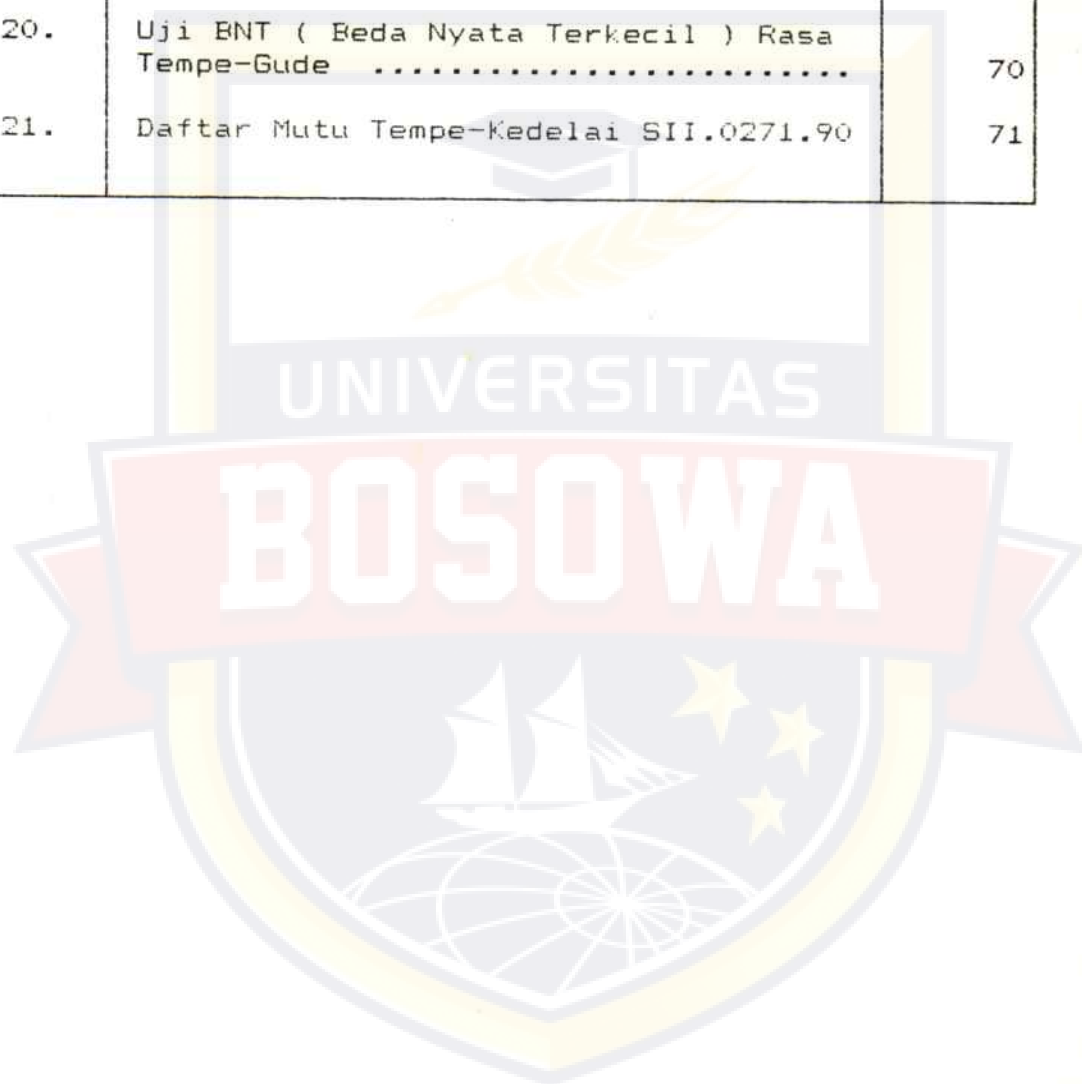 20. Uji BNT ( Beda Nyata Terkecil ) Rasa
Tempe-Gude .......................... 70
21. Daftar Mutu Tempe-Kedelai SII.0271.90 71
UNIVERSITAS
BOSOWA